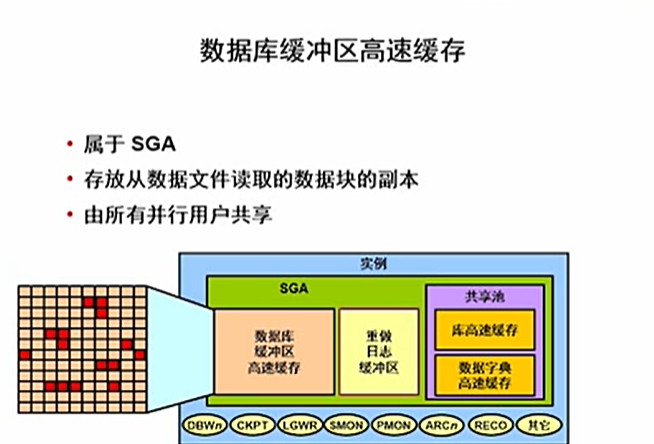 数据库缓冲区高速缓存
• 属于 SGA
• 存放从数据文件读取的数据块的副本
• 由所有并行用户共享
实例
SGA
共享池
数据库
缓冲区
高速缓存
重做
日志
缓冲区
库高速缓存
数据字典
高速缓存
DBWn
CKPT
LGWR
SMON
PMON
ARCn
RECO
其它